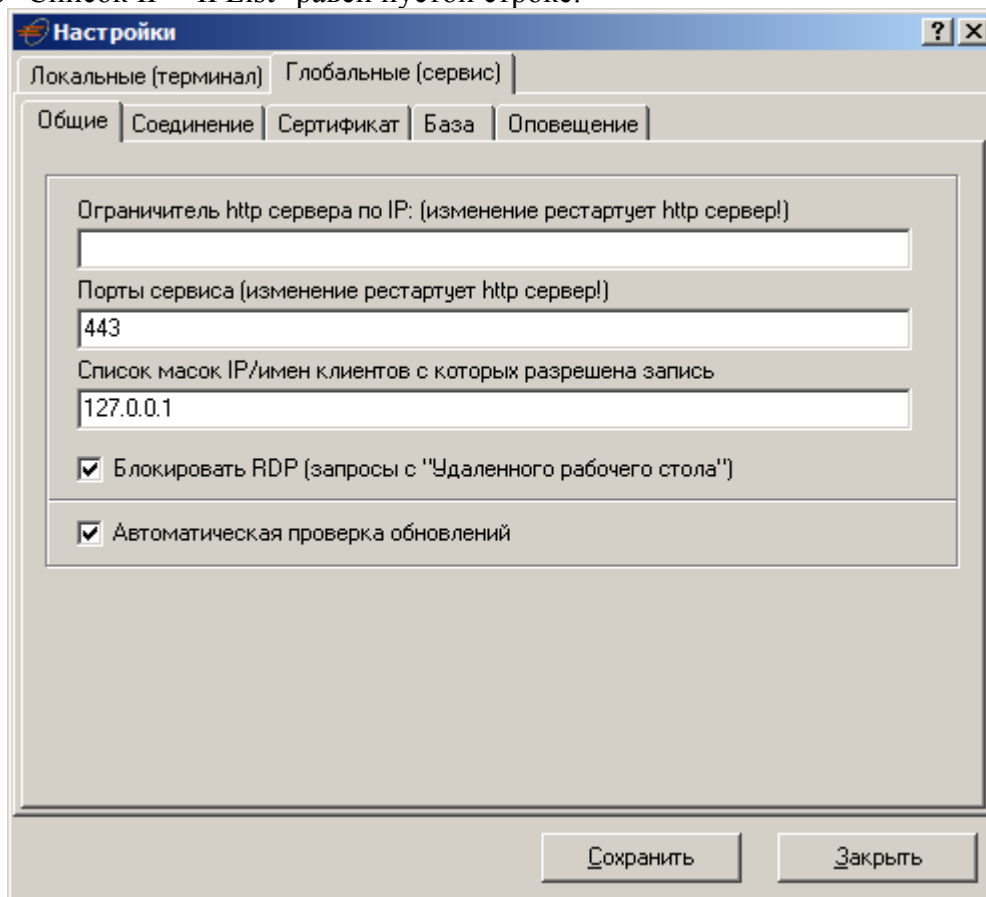 Настройки
Локальные (терминал) Глобальные (сервис)
Общие Соединение Сертификат База Оповещение
Ограничитель http сервера по IP: (изменение рестартует http сервер!)
Порты сервиса (изменение рестартует http сервер!)
443
Список масок IP/имен клиентов с которых разрешена запись
127.0.0.1
Блокировать RDP (запросы с "Удаленного рабочего стола")
Автоматическая проверка обновлений
Сохранить Закрыть